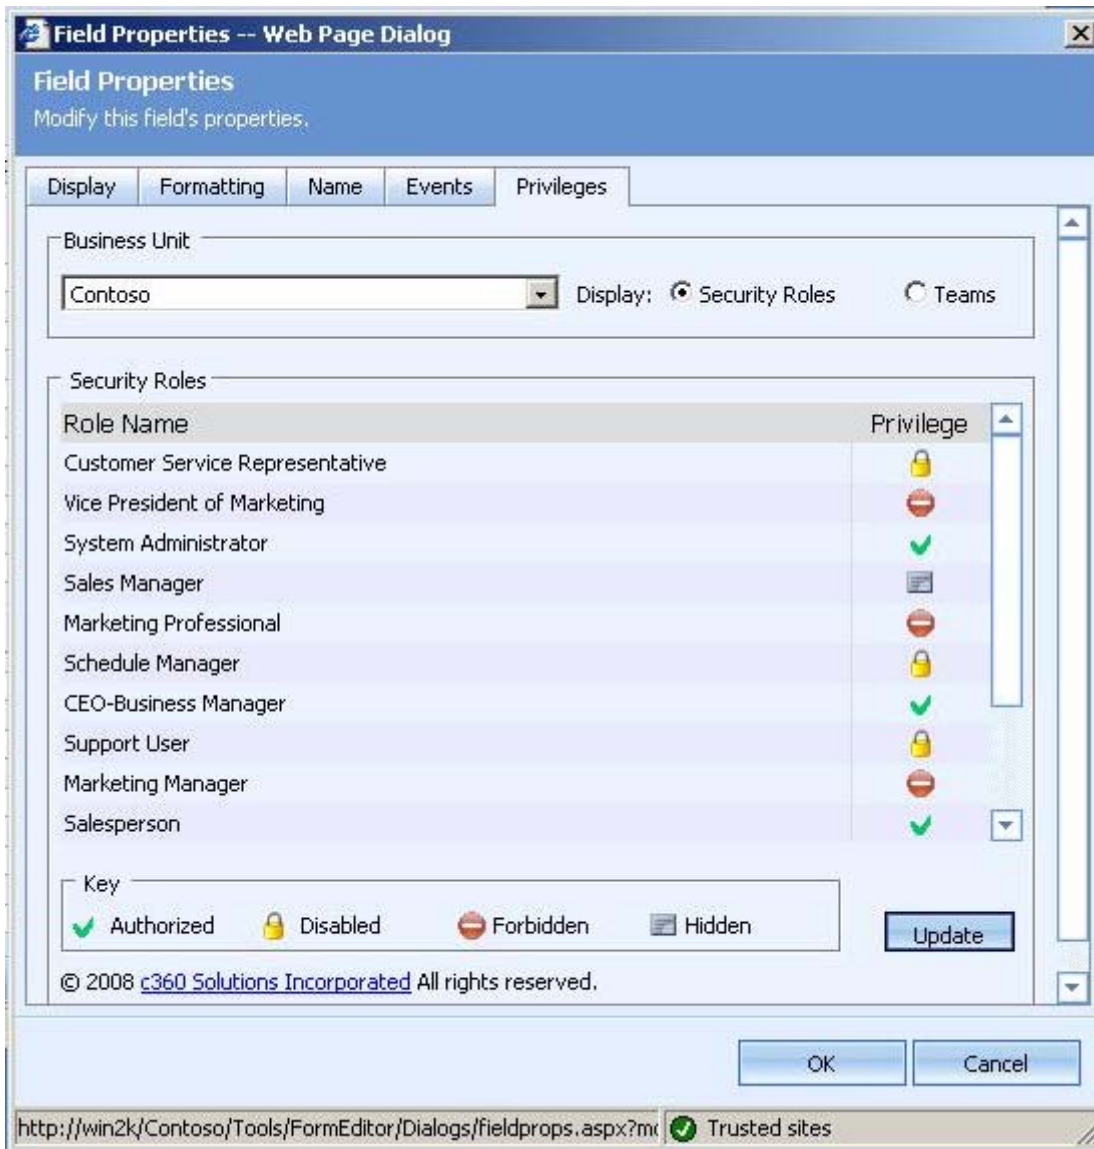 Field Properties -- Web Page Dialog
Field Properties
Modify this field's properties.
Display Formatting Name Events Privileges
Business Unit
Contoso Display: Security Roles Teams
Security Roles
Role Name Privilege
Customer Service Representative
Vice President of Marketing
System Administrator
Sales Manager
Marketing Professional
Schedule Manager
CEO-Business Manager
Support User
Marketing Manager
Salesperson
Key
Authorized Disabled Forbidden Hidden
Update
© 2008 c360 Solutions Incorporated All rights reserved.
OK Cancel
http://win2k/Contoso/Tools/FormEditor/Dialogs/fieldprops.aspx?mo Trusted sites